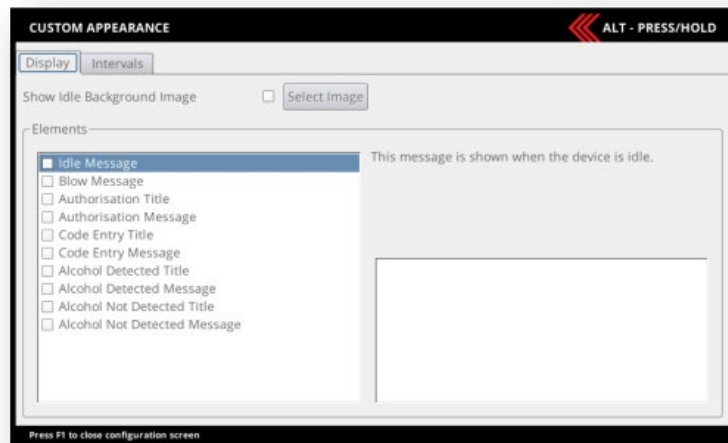 CUSTOM APPEARANCE
ALT - PRESS/HOLD
Display
Intervals
Show Idle Background Image
Select Image
Elements
Idle Message
This message is shown when the device is idle.
Blow Message
Authorisation Title
Authorisation Message
Code Entry Title
Code Entry Message
Alcohol Detected Title
Alcohol Detected Message
Alcohol Not Detected Title
Alcohol Not Detected Message
Press F1 to close configuration screen